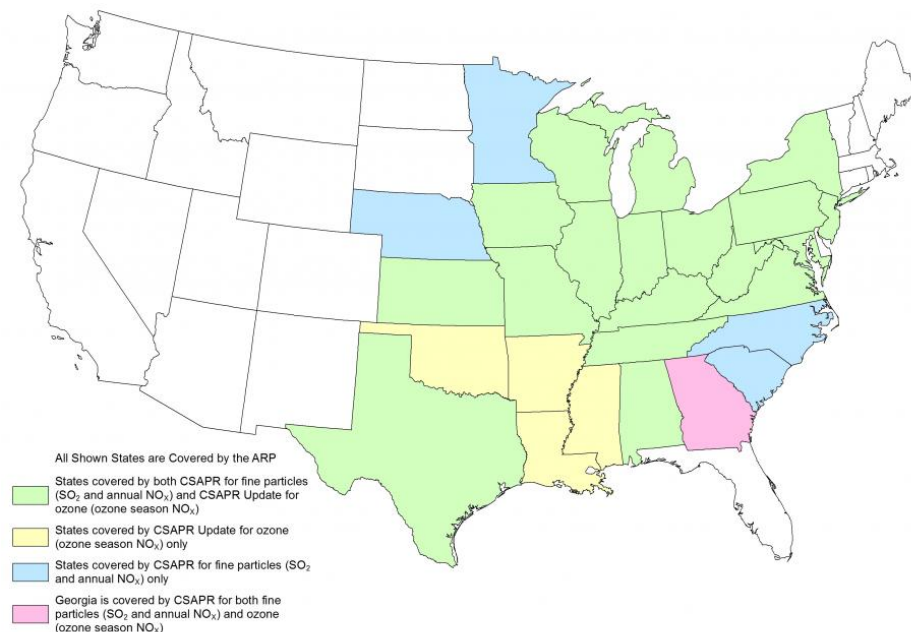 All Shown States are Covered by the ARP
States covered by both CSAPR for fine particles
(SO₂ and annual NOₓ) and CSAPR Update for
ozone (ozone season NOₓ)
States covered by CSAPR Update for ozone
(ozone season NOₓ) only
States covered by CSAPR for fine particles (SO₂
and annual NOₓ) only
Georgia is covered by CSAPR for both fine
particles (SO₂ and annual NOₓ) and ozone
(ozone season NOₓ)